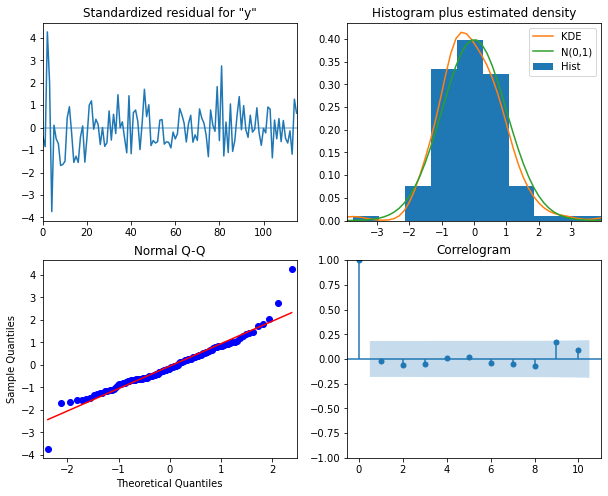 Standardized residual for "y"
4
3
2
1
0
−1
−2
−3
−4
0 20 40 60 80 100
Histogram plus estimated density
KDE
N(0,1)
Hist
0.40
0.35
0.30
0.25
0.20
0.15
0.10
0.05
0.00
−3 −2 −1 0 1 2 3
Normal Q-Q
Sample Quantiles
4
3
2
1
0
−1
−2
−3
−4
−2 −1 0 1 2
Theoretical Quantiles
Correlogram
1.00
0.75
0.50
0.25
0.00
−0.25
−0.50
−0.75
−1.00
0 2 4 6 8 10